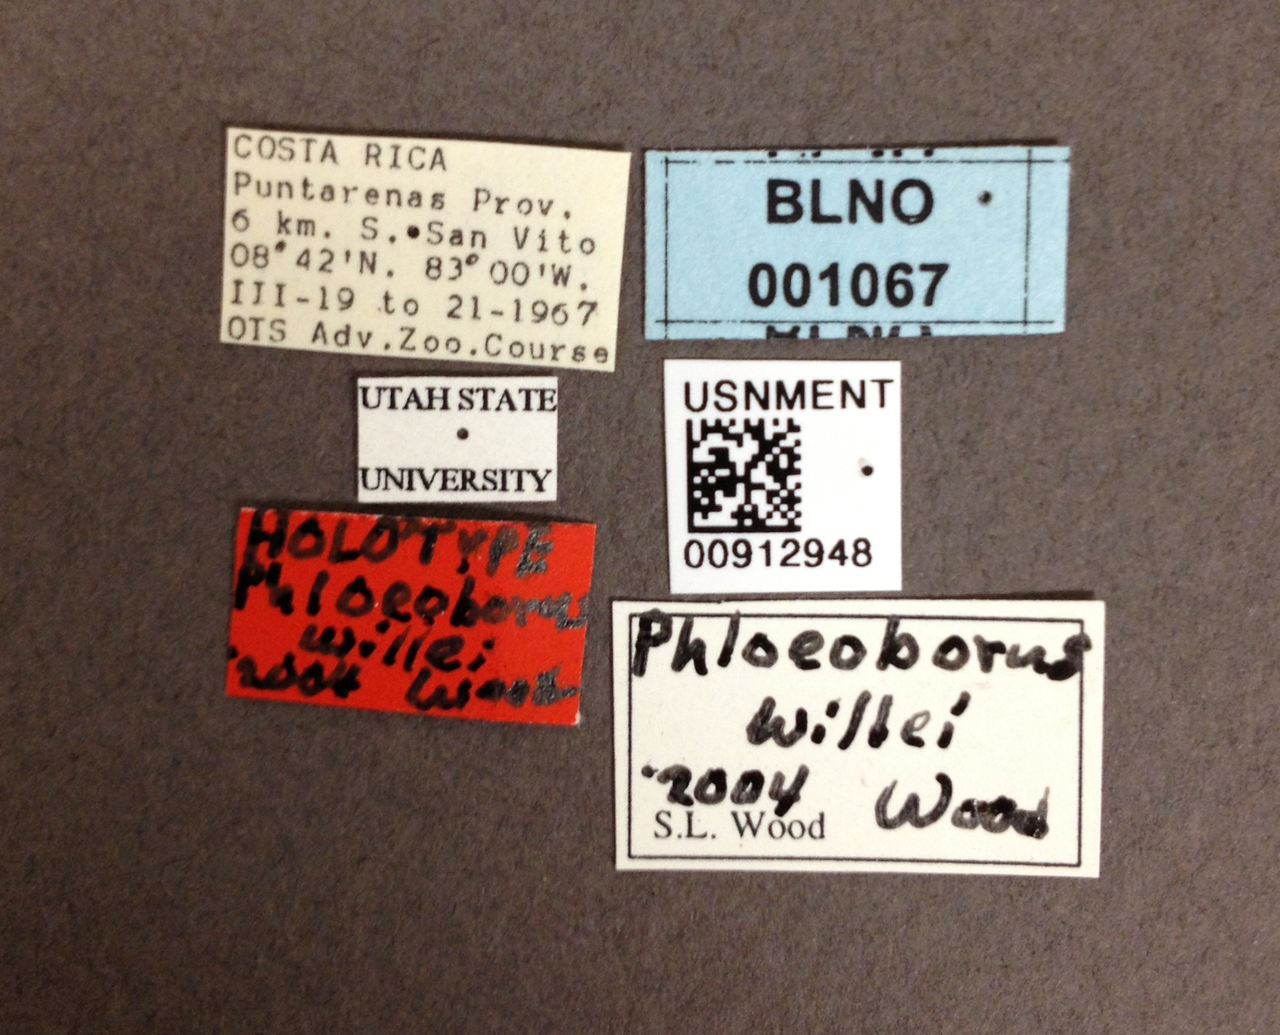 COSTA RICA
Puntarenas Prov.
6 km. S. San Vito
08°42'N. 83°00'W.
III-19 to 21-1967
OTS Adv.Zoo.Course
BLNO
001067
UTAH STATE
UNIVERSITY
USNMENT
00912948
HOLOTYPE
Phloeoborus
willei
2004 Wood
Phloeoborus
willei
2004 Wood
S.L. Wood